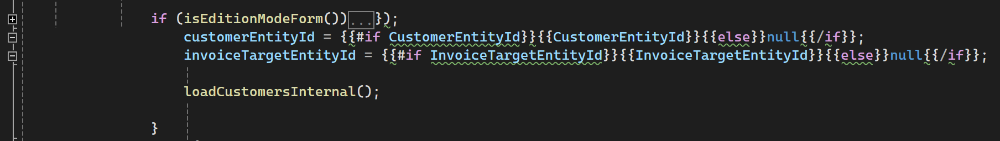 if (isEditionModeForm())...});
customerEntityId = {{#if CustomerEntityId}}{{CustomerEntityId}}{{else}}null{{/if}};
invoiceTargetEntityId = {{#if InvoiceTargetEntityId}}{{InvoiceTargetEntityId}}{{else}}null{{/if}};
loadCustomersInternal();
}